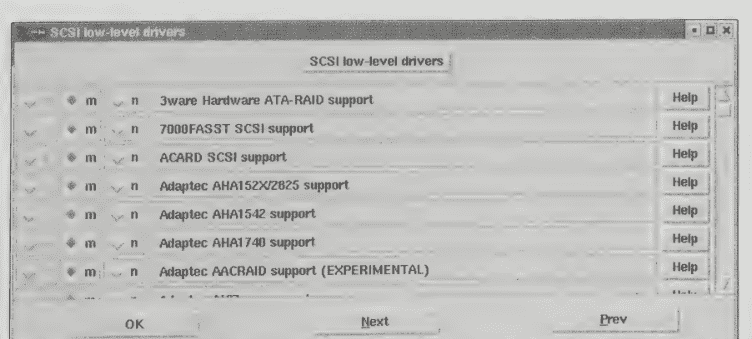 SCSI low-level drivers
SCSI low-level drivers
m n 3ware Hardware ATA-RAID support Help
m n 7000FASST SCSI support Help
m n ACARD SCSI support Help
m n Adaptec AHA152X/2825 support Help
m n Adaptec AHA1542 support Help
m n Adaptec AHA1740 support Help
m n Adaptec AACRAID support (EXPERIMENTAL) Help
OK Next Prev